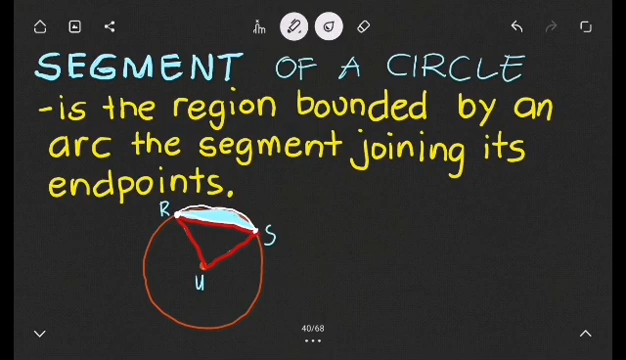 SEGMENT OF A CIRCLE
-is the region bounded by an
arc the segment joining its
endpoints.
R
S
U
40/68